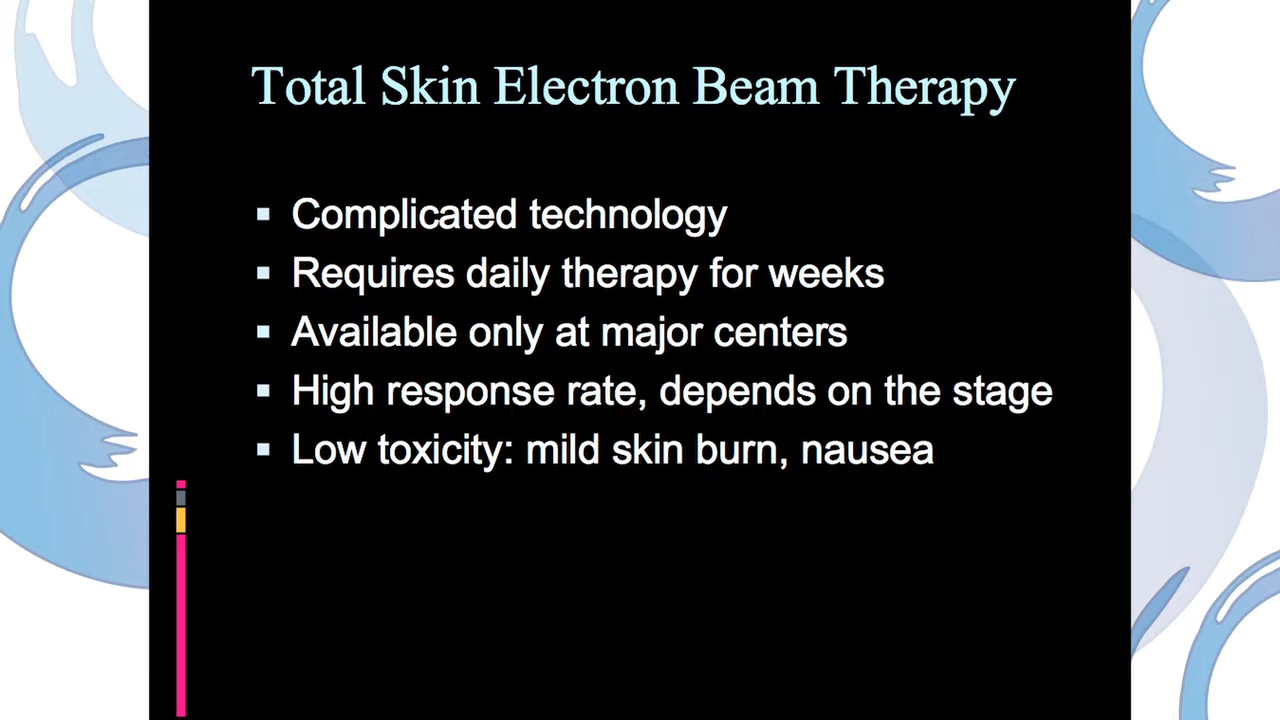 Total Skin Electron Beam Therapy
▪ Complicated technology
▪ Requires daily therapy for weeks
▪ Available only at major centers
▪ High response rate, depends on the stage
▪ Low toxicity: mild skin burn, nausea